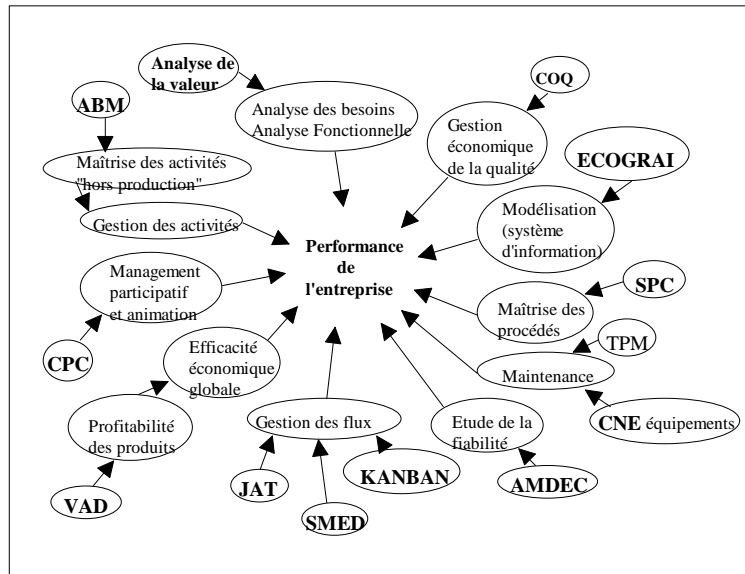 Analyse de
la valeur
COQ
ABM
Analyse des besoins
Analyse Fonctionnelle
Gestion
économique
de la qualité
ECOGRAI
Maîtrise des activités
"hors production"
Gestion des activités
Modélisation
(système
d'information)
Performance
de
l'entreprise
Management
participatif
et animation
SPC
Maîtrise des
procédés
CPC
Efficacité
économique
globale
TPM
Maintenance
Profitabilité
des produits
Gestion des flux
Etude de la
fiabilité
CNE équipements
VAD
JAT
KANBAN
AMDEC
SMED